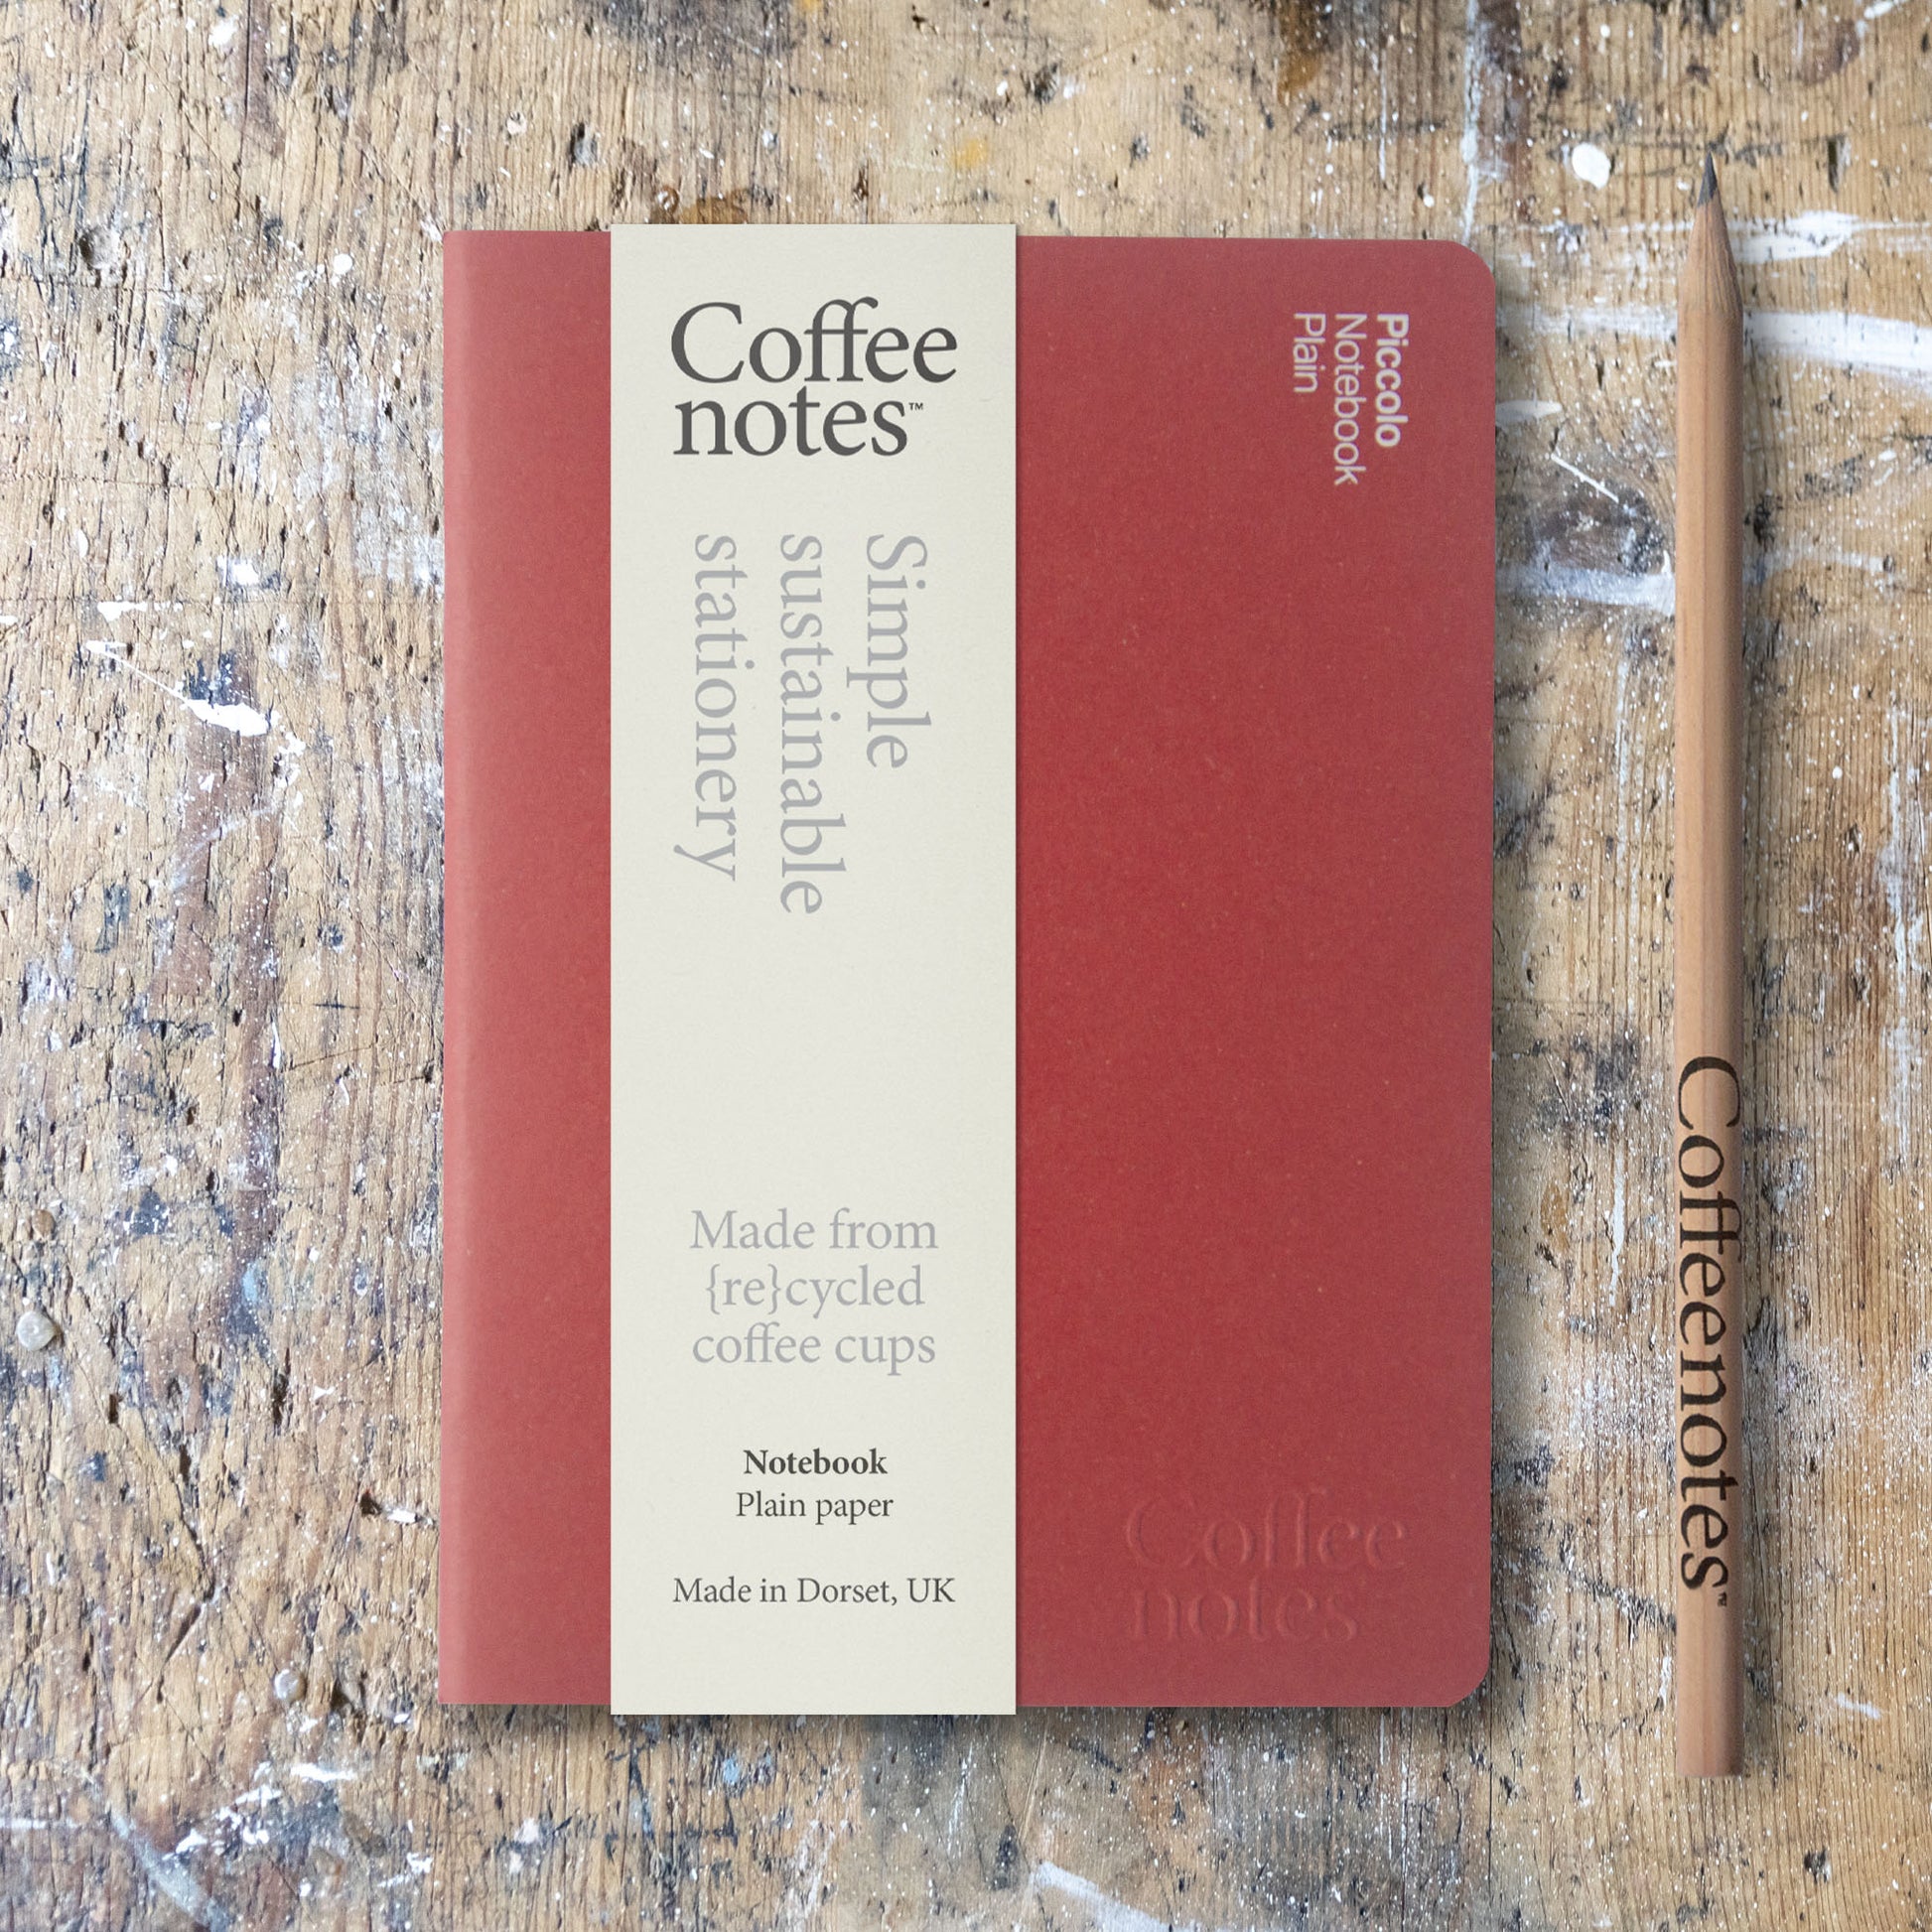 Coffee
notes™
Simple
sustainable
stationery
Made from
{re}cycled
coffee cups
Notebook
Plain paper
Made in Dorset, UK
Piccolo
Notebook
Plain
Coffee
notes
Coffeenotes™